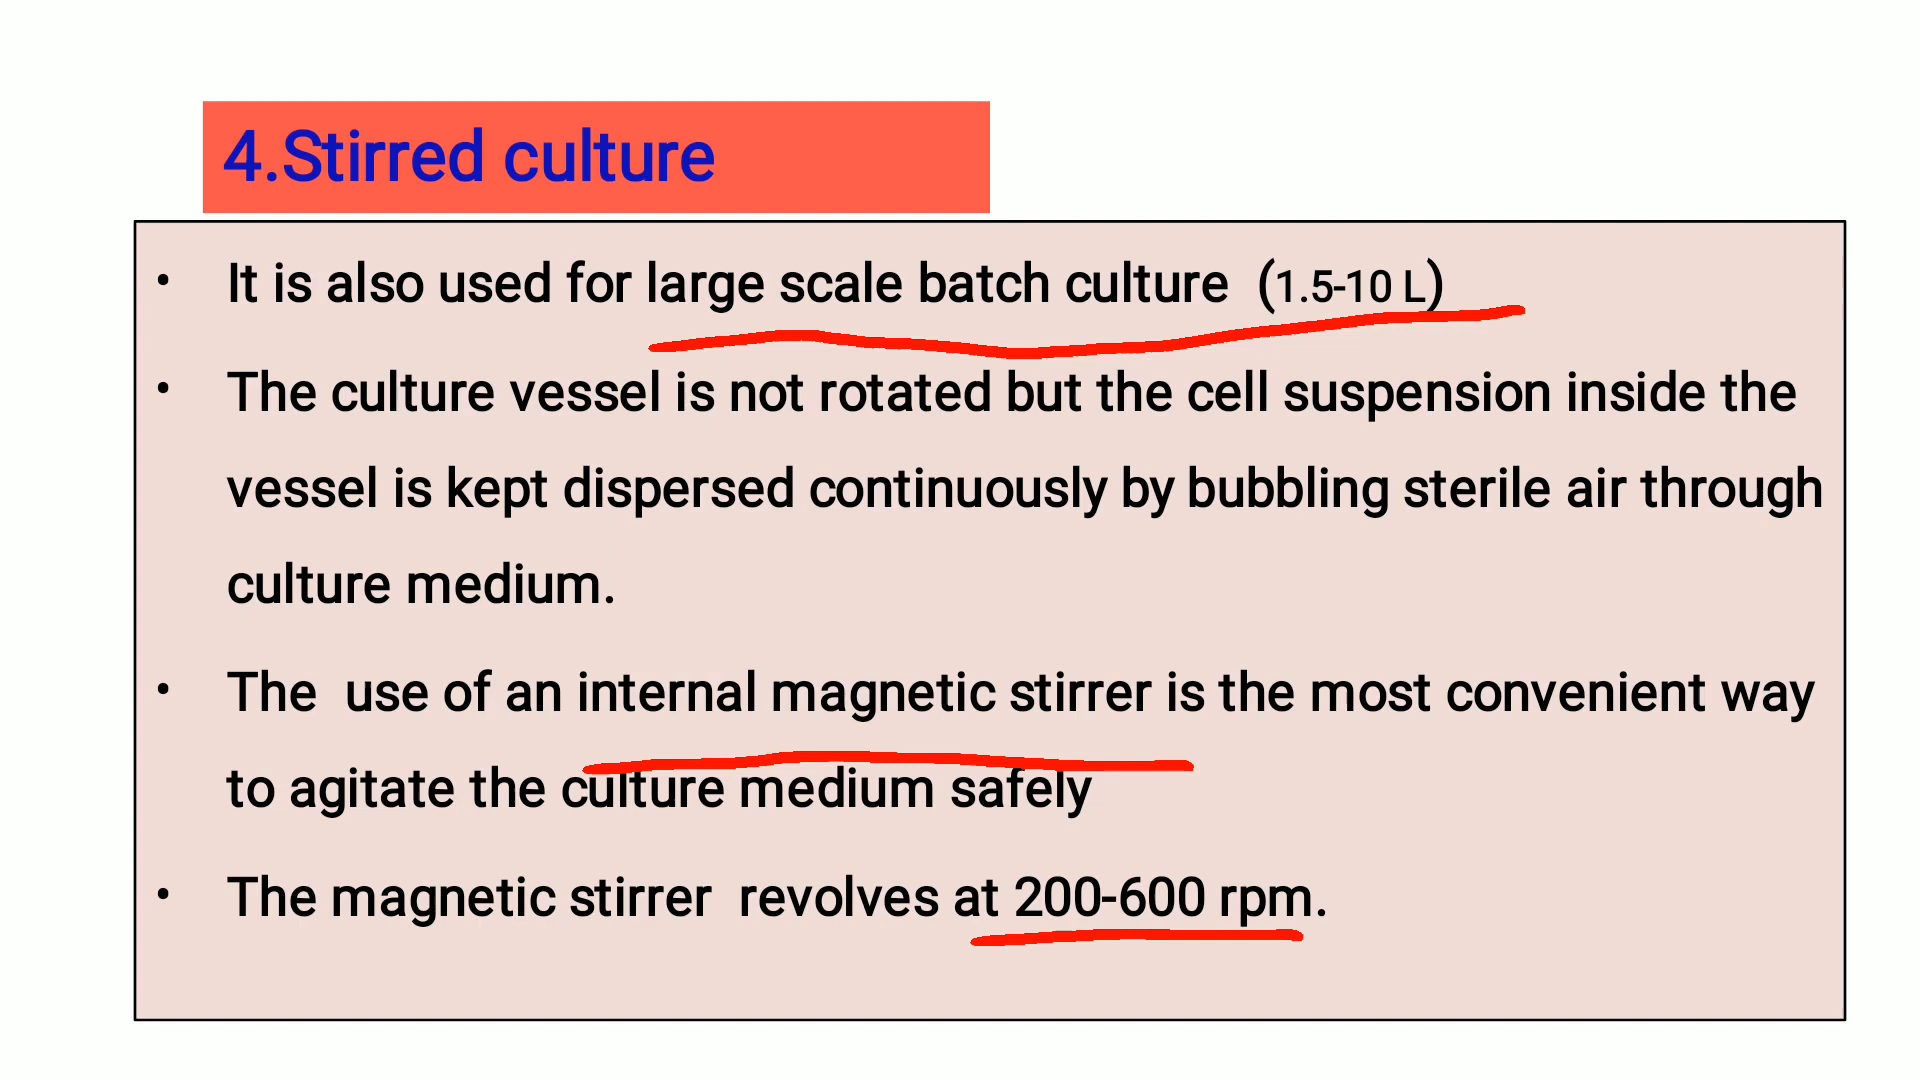 4.Stirred culture
• It is also used for large scale batch culture (1.5-10 L)
• The culture vessel is not rotated but the cell suspension inside the
vessel is kept dispersed continuously by bubbling sterile air through
culture medium.
• The use of an internal magnetic stirrer is the most convenient way
to agitate the culture medium safely
• The magnetic stirrer revolves at 200-600 rpm.